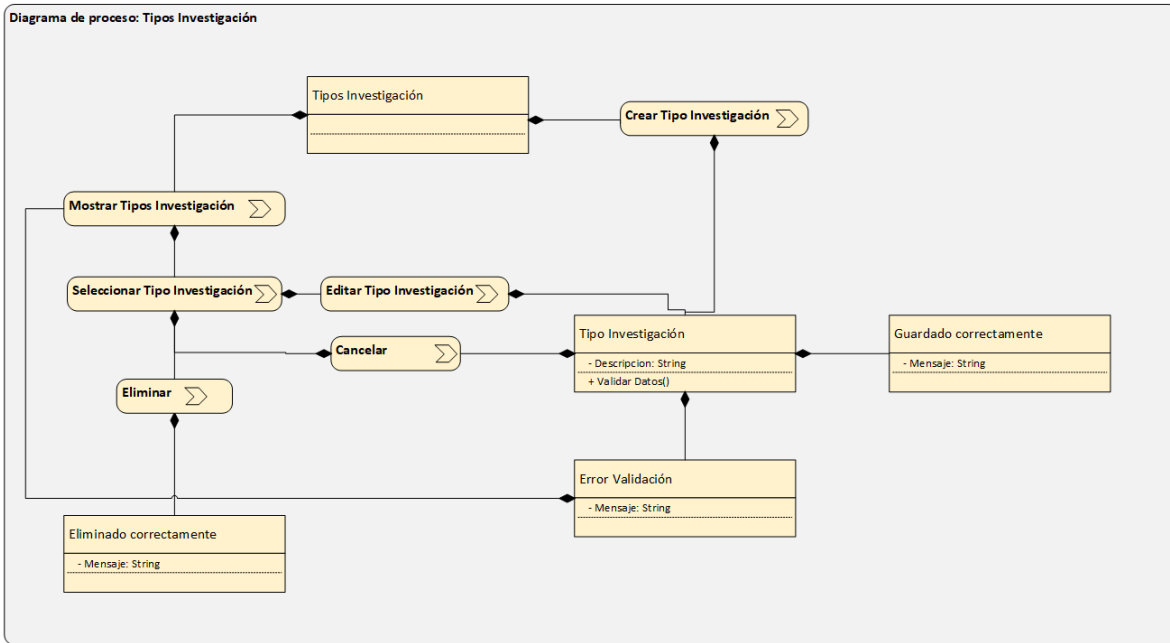 Diagrama de proceso: Tipos Investigación
Tipos Investigación
Crear Tipo Investigación
Mostrar Tipos Investigación
Seleccionar Tipo Investigación
Editar Tipo Investigación
Cancelar
Tipo Investigación
- Descripcion: String
+ Validar Datos()
Guardado correctamente
- Mensaje: String
Eliminar
Error Validación
- Mensaje: String
Eliminado correctamente
- Mensaje: String